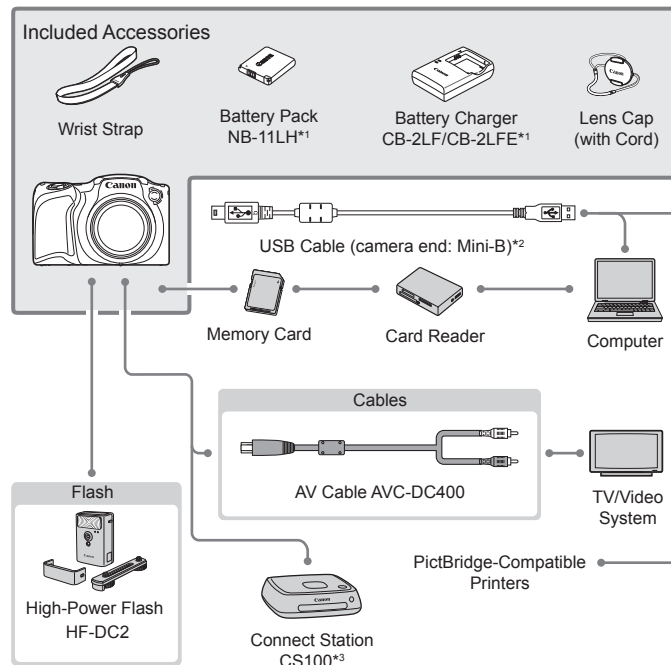 Included Accessories
Wrist Strap
Battery Pack
NB-11LH*1
Battery Charger
CB-2LF/CB-2LFE*1
Lens Cap
(with Cord)
Canon
USB Cable (camera end: Mini-B)*2
Memory Card
Card Reader
Computer
Cables
AV Cable AVC-DC400
TV/Video
System
Flash
High-Power Flash
HF-DC2
PictBridge-Compatible
Printers
Canon
Connect Station
CS100*3